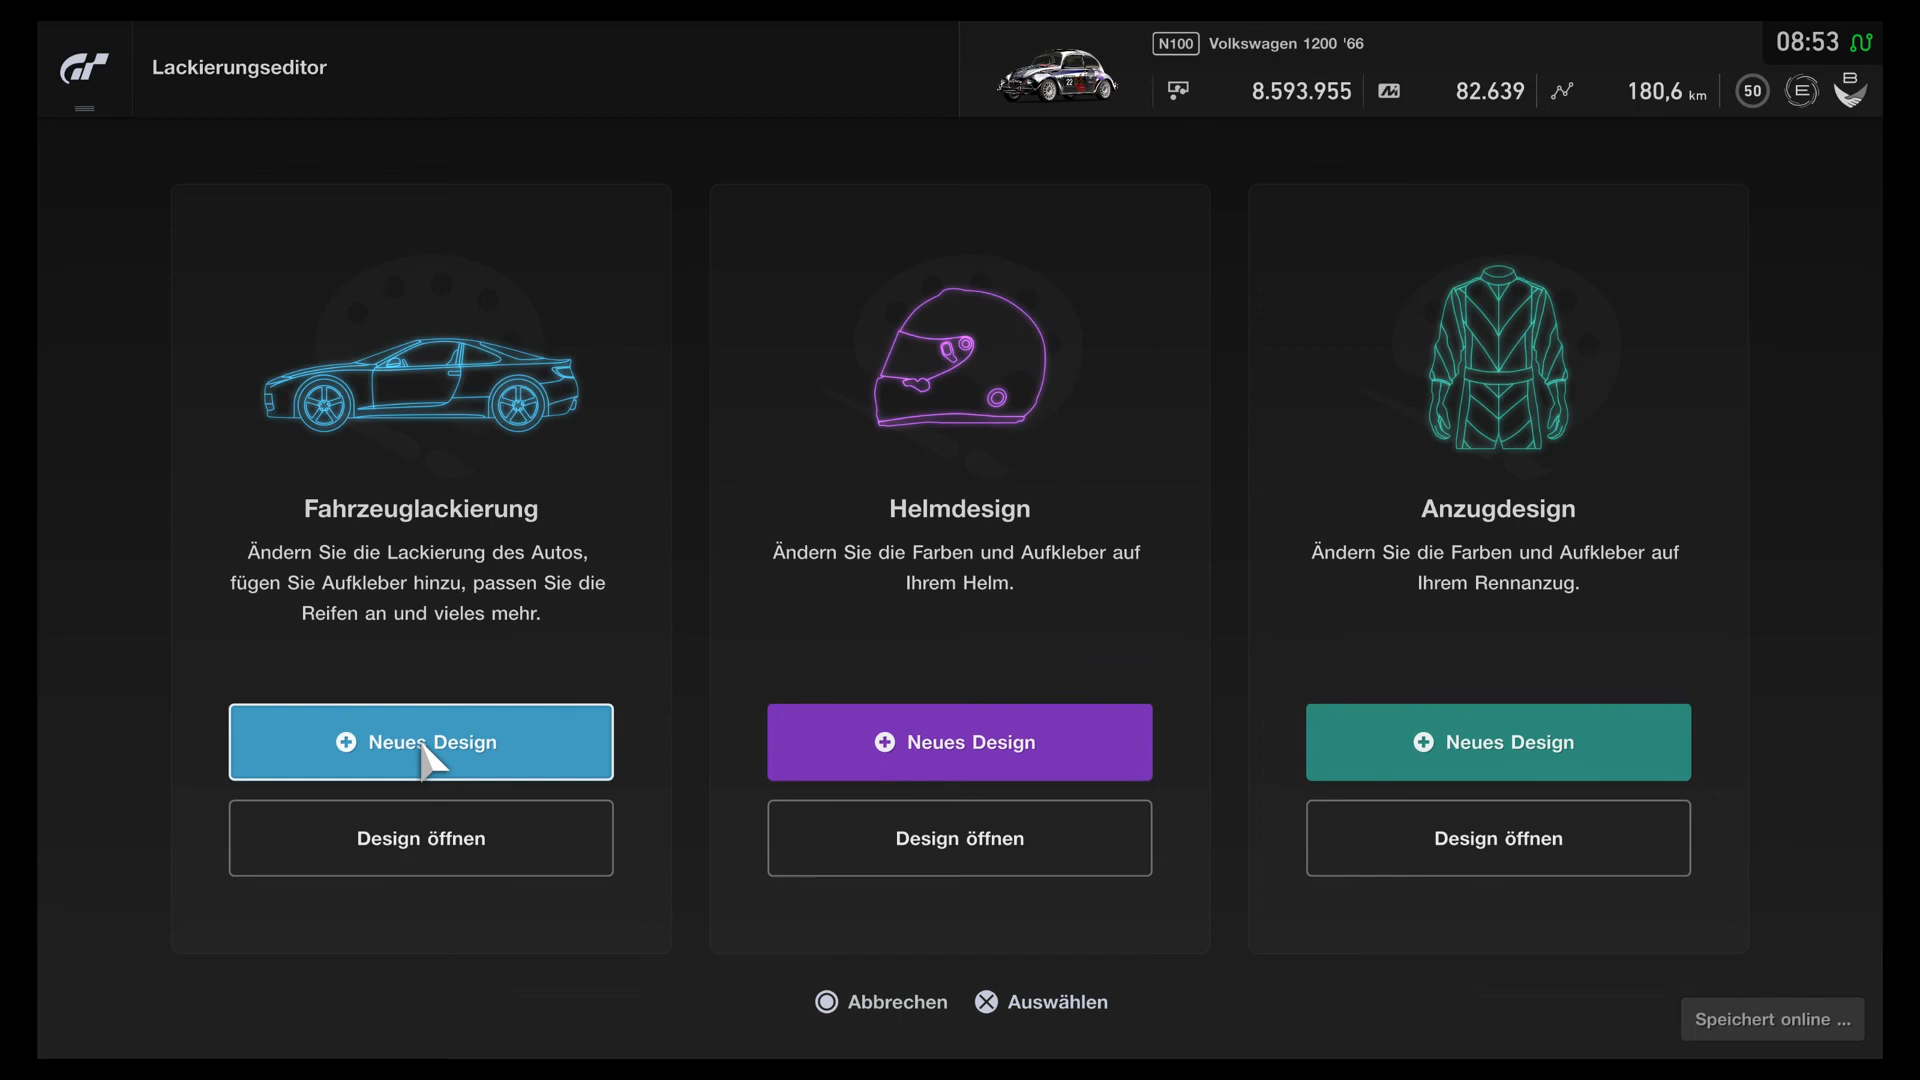 Lackierungseditor
N100 Volkswagen 1200 '66
08:53
8.593.955 82.639 180,6 km 50 E B
Fahrzeuglackierung
Ändern Sie die Lackierung des Autos,
fügen Sie Aufkleber hinzu, passen Sie die
Reifen an und vieles mehr.
Neues Design
Design öffnen
Helmdesign
Ändern Sie die Farben und Aufkleber auf
Ihrem Helm.
Neues Design
Design öffnen
Anzugdesign
Ändern Sie die Farben und Aufkleber auf
Ihrem Rennanzug.
Neues Design
Design öffnen
Abbrechen Auswählen
Speichert online ...